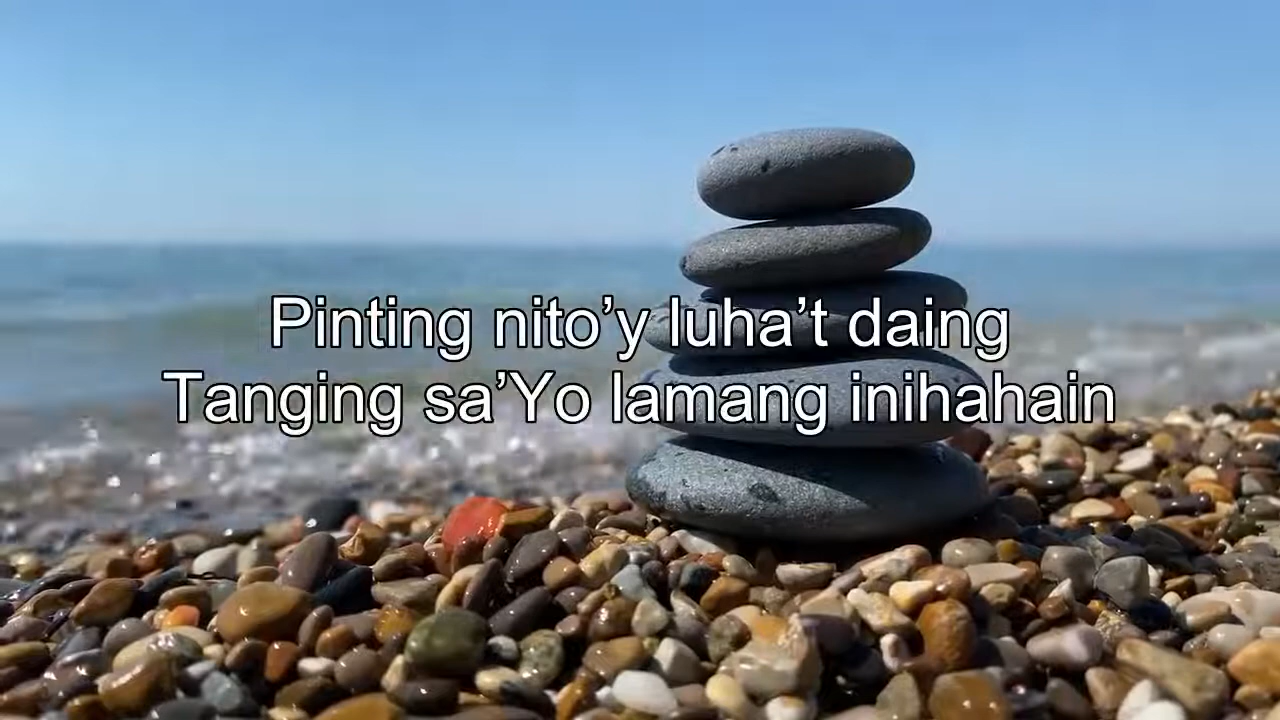 Pinting nito’y luha’t daing
Tanging sa’Yo lamang inihahain